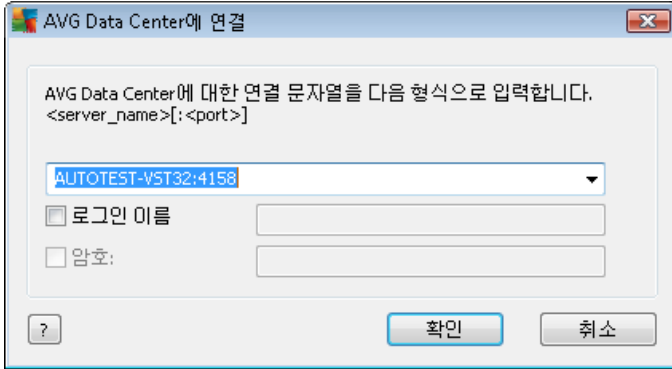 AVG Data Center에 연결
AVG Data Center에 대한 연결 문자열을 다음 형식으로 입력합니다.
<server_name>[:<port>]
AUTOTEST-VST32:4158
로그인 이름
암호:
?
확인
취소